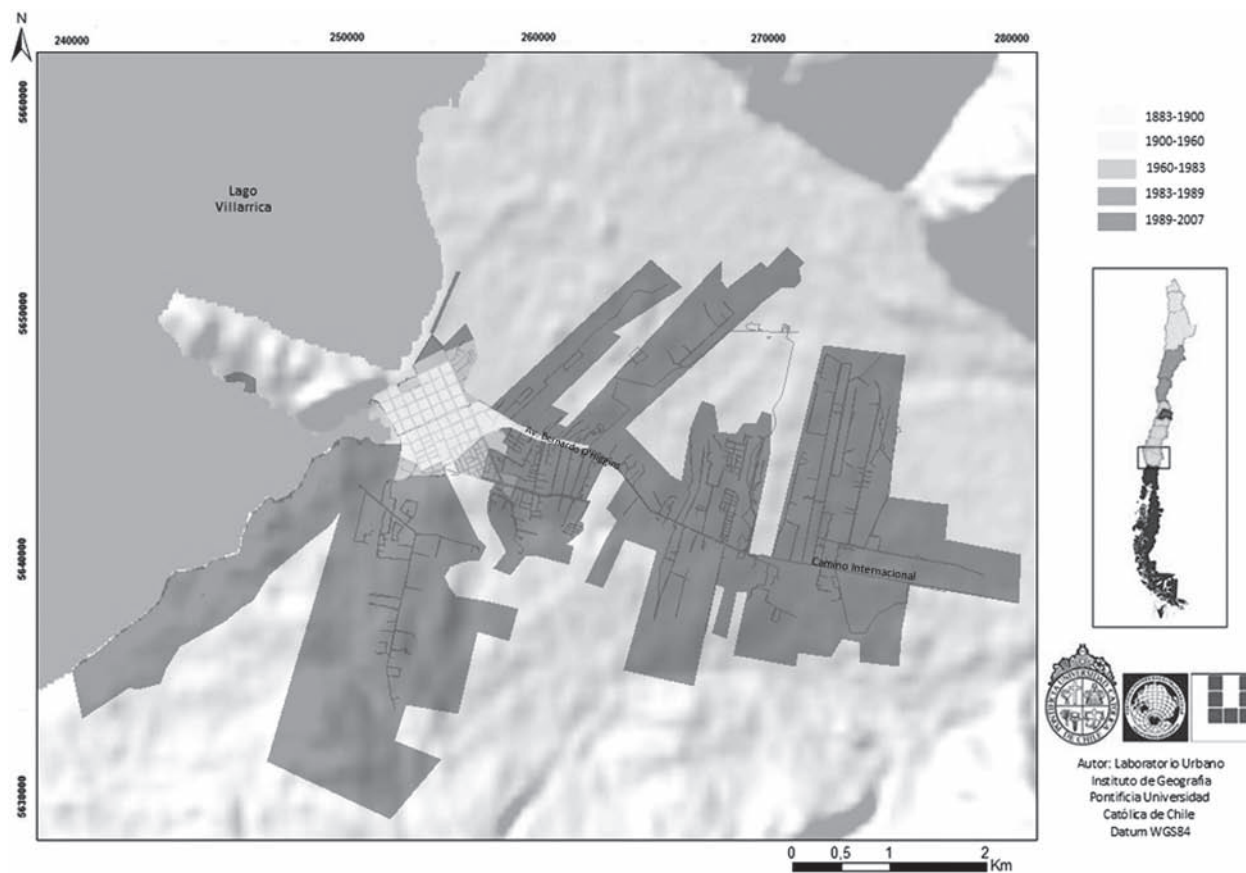 N
240000
250000
260000
270000
280000
5660000
5650000
5640000
5630000
Lago
Villarrica
Av. Bernardo O'Higgins
Camino Internacional
1883-1900
1900-1960
1960-1983
1983-1989
1989-2007
Autor: Laboratorio Urbano
Instituto de Geografia
Pontificia Universidad
Católica de Chile
Datum WGS84
0 0,5 1 2
Km